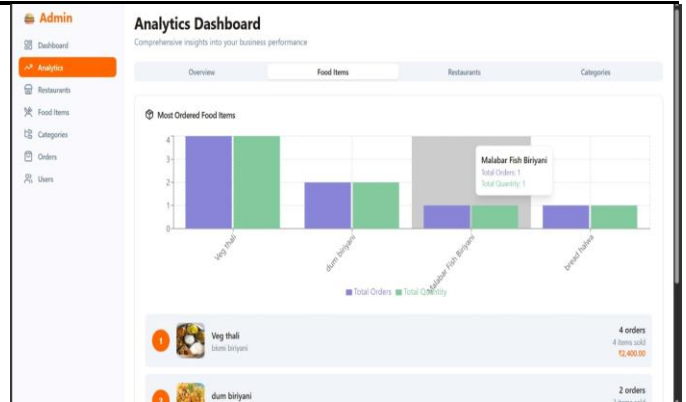 Admin
Dashboard
Analytics
Restaurants
Food Items
Categories
Orders
Users
Analytics Dashboard
Comprehensive insights into your business performance
Overview Food Items Restaurants Categories
Most Ordered Food Items
4
3
2
1
0
Malabar Fish Biriyani
Total Orders: 1
Total Quantity: 1
Veg thali dum biriyani Malabar Fish Biriyani bread halwa
Total Orders Total Quantity
1
Veg thali
bismi biriyani
4 orders
4 items sold
₹2,400.00
dum biriyani
2 orders